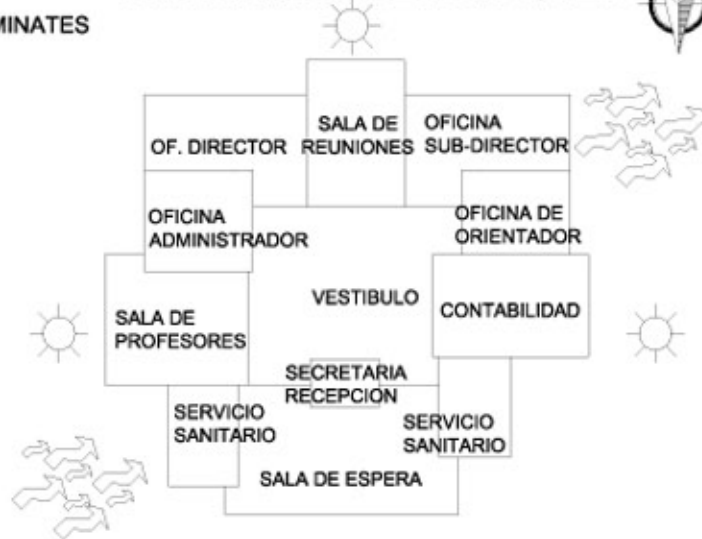 SALA DE
REUNIONES
OF. DIRECTOR
OFICINA
SUB-DIRECTOR
OFICINA
ADMINISTRADOR
OFICINA DE
ORIENTADOR
VESTIBULO
CONTABILIDAD
SALA DE
PROFESORES
SECRETARIA
RECEPCION
SERVICIO
SANITARIO
SERVICIO
SANITARIO
SALA DE ESPERA